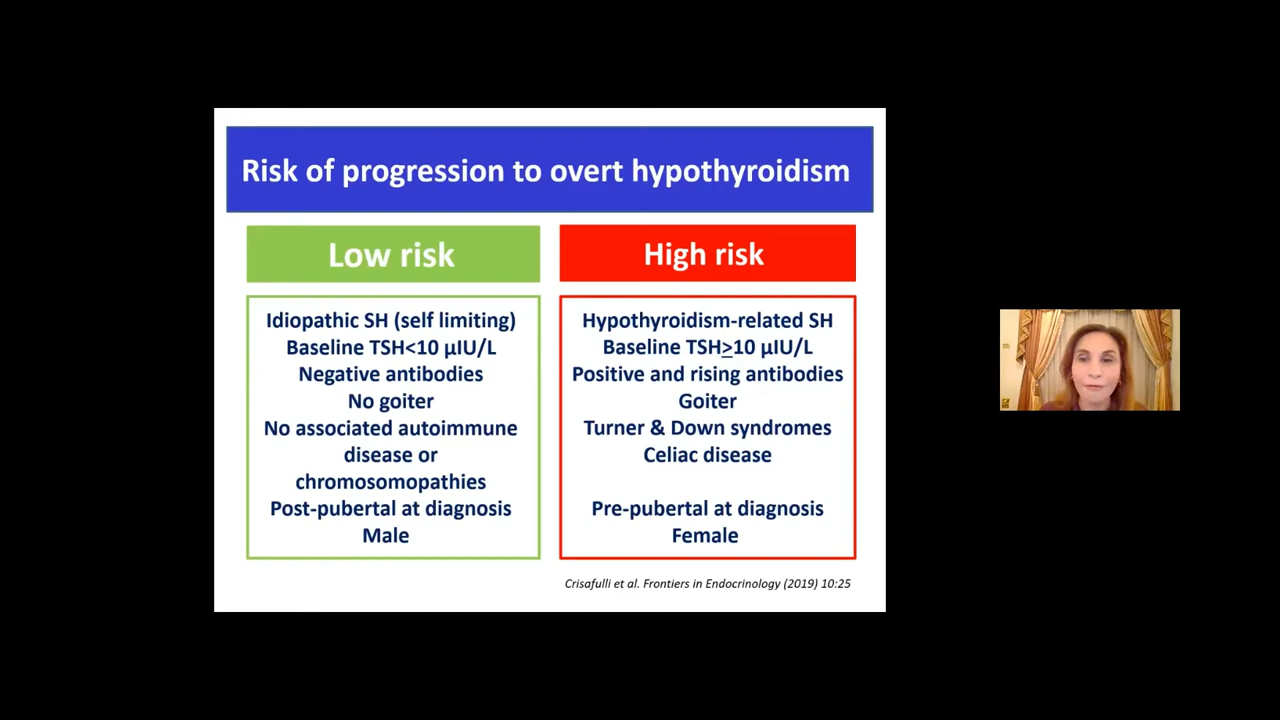 Risk of progression to overt hypothyroidism
Low risk
Idiopathic SH (self limiting)
Baseline TSH<10 µIU/L
Negative antibodies
No goiter
No associated autoimmune
disease or
chromosomopathies
Post-pubertal at diagnosis
Male
High risk
Hypothyroidism-related SH
Baseline TSH≥10 µIU/L
Positive and rising antibodies
Goiter
Turner & Down syndromes
Celiac disease
Pre-pubertal at diagnosis
Female
Crisafulli et al. Frontiers in Endocrinology (2019) 10:25